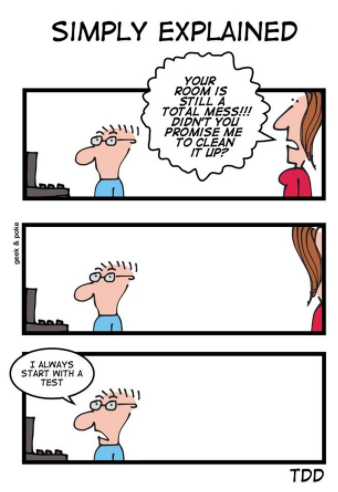 SIMPLY EXPLAINED
YOUR
ROOM IS
STILL A
TOTAL MESS!!!
DIDN'T YOU
PROMISE ME
TO CLEAN
IT UP?
geek & poke
I ALWAYS
START WITH A
TEST
TDD